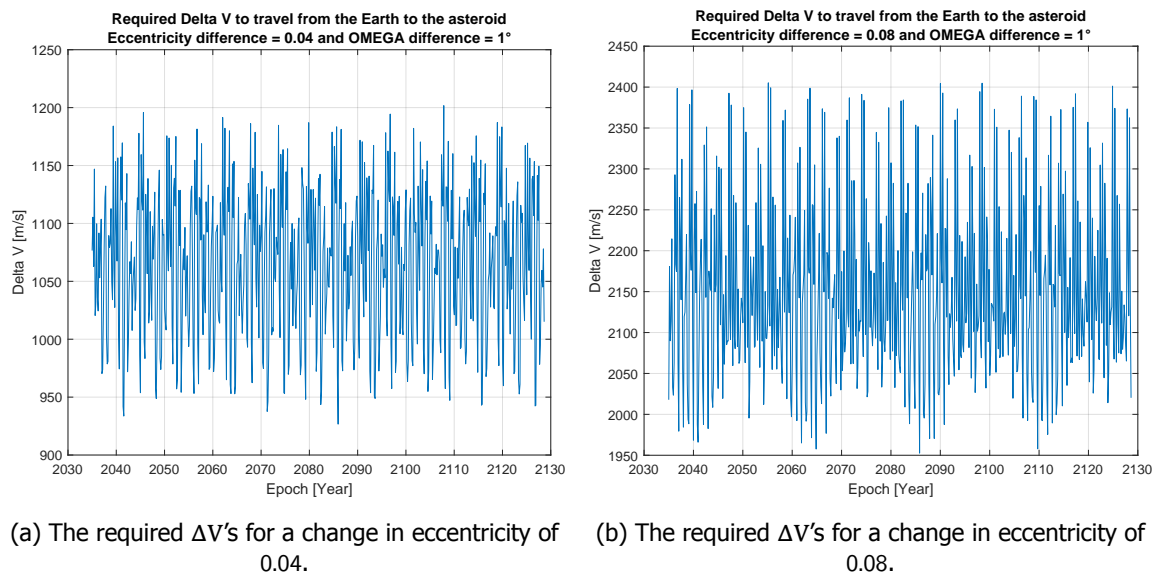 Required Delta V to travel from the Earth to the asteroid
Eccentricity difference = 0.04 and OMEGA difference = 1°
1250
1200
1150
1100
1050
1000
950
900
Delta V [m/s]
2030 2040 2050 2060 2070 2080 2090 2100 2110 2120 2130
Epoch [Year]
(a) The required ΔV's for a change in eccentricity of
0.04.
Required Delta V to travel from the Earth to the asteroid
Eccentricity difference = 0.08 and OMEGA difference = 1°
2450
2400
2350
2300
2250
2200
2150
2100
2050
2000
1950
Delta V [m/s]
2030 2040 2050 2060 2070 2080 2090 2100 2110 2120 2130
Epoch [Year]
(b) The required ΔV's for a change in eccentricity of
0.08.